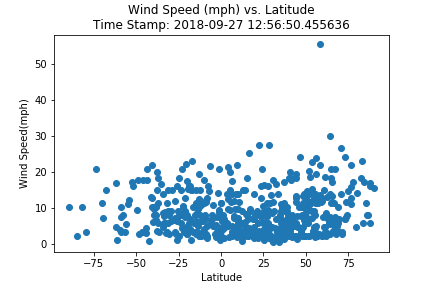 Wind Speed (mph) vs. Latitude
Time Stamp: 2018-09-27 12:56:50.455636
Wind Speed(mph)
50
40
30
20
10
0
−75 −50 −25 0 25 50 75
Latitude